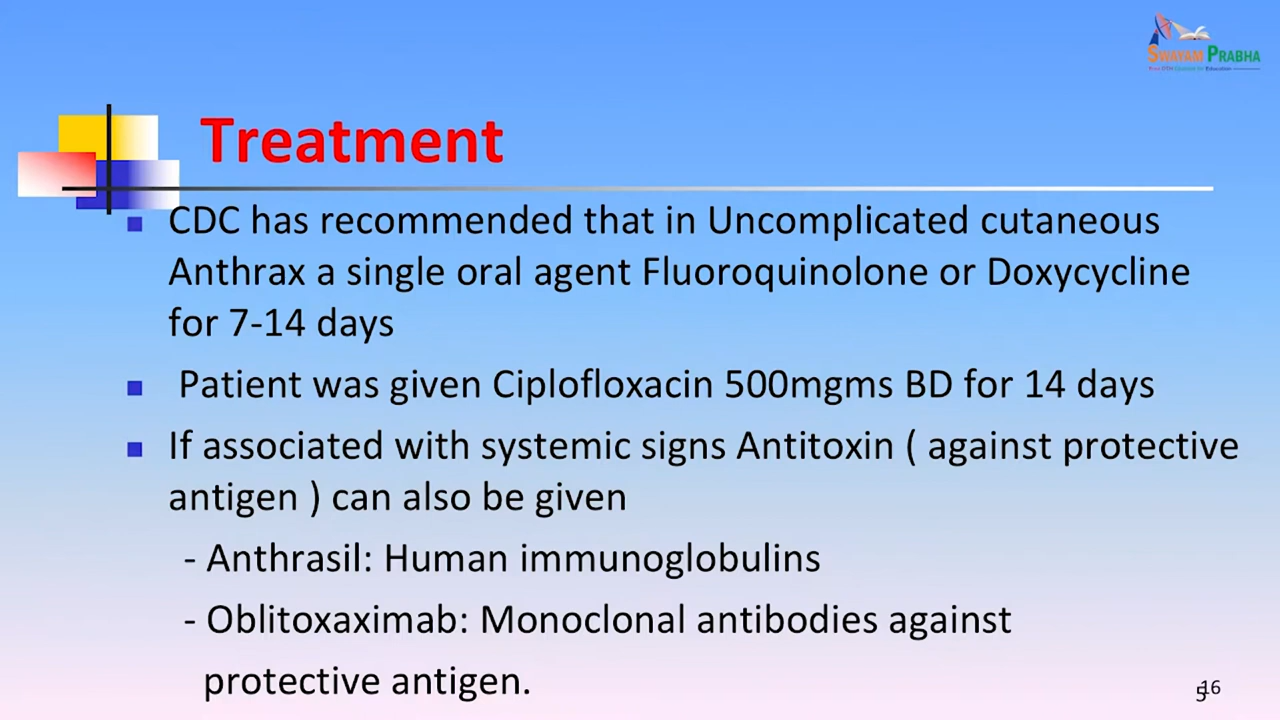 SWAYAM PRABHA
Treatment
CDC has recommended that in Uncomplicated cutaneous
Anthrax a single oral agent Fluoroquinolone or Doxycycline
for 7-14 days
Patient was given Ciplofloxacin 500mgms BD for 14 days
If associated with systemic signs Antitoxin ( against protective
antigen ) can also be given
- Anthrasil: Human immunoglobulins
- Oblitoxaximab: Monoclonal antibodies against
protective antigen.
16